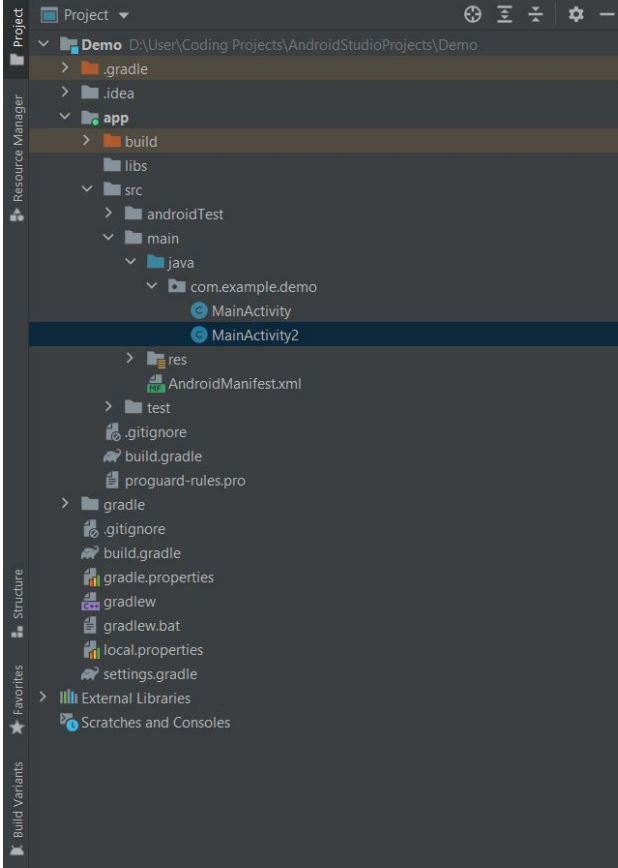 Project
Demo D:\User\Coding Projects\AndroidStudioProjects\Demo
.gradle
.idea
app
build
libs
src
androidTest
main
java
com.example.demo
C MainActivity
C MainActivity2
res
MF AndroidManifest.xml
test
.gitignore
build.gradle
proguard-rules.pro
gradle
.gitignore
build.gradle
gradle.properties
C++ gradlew
gradlew.bat
local.properties
settings.gradle
External Libraries
Scratches and Consoles
Project
Resource Manager
Structure
Favorites
Build Variants